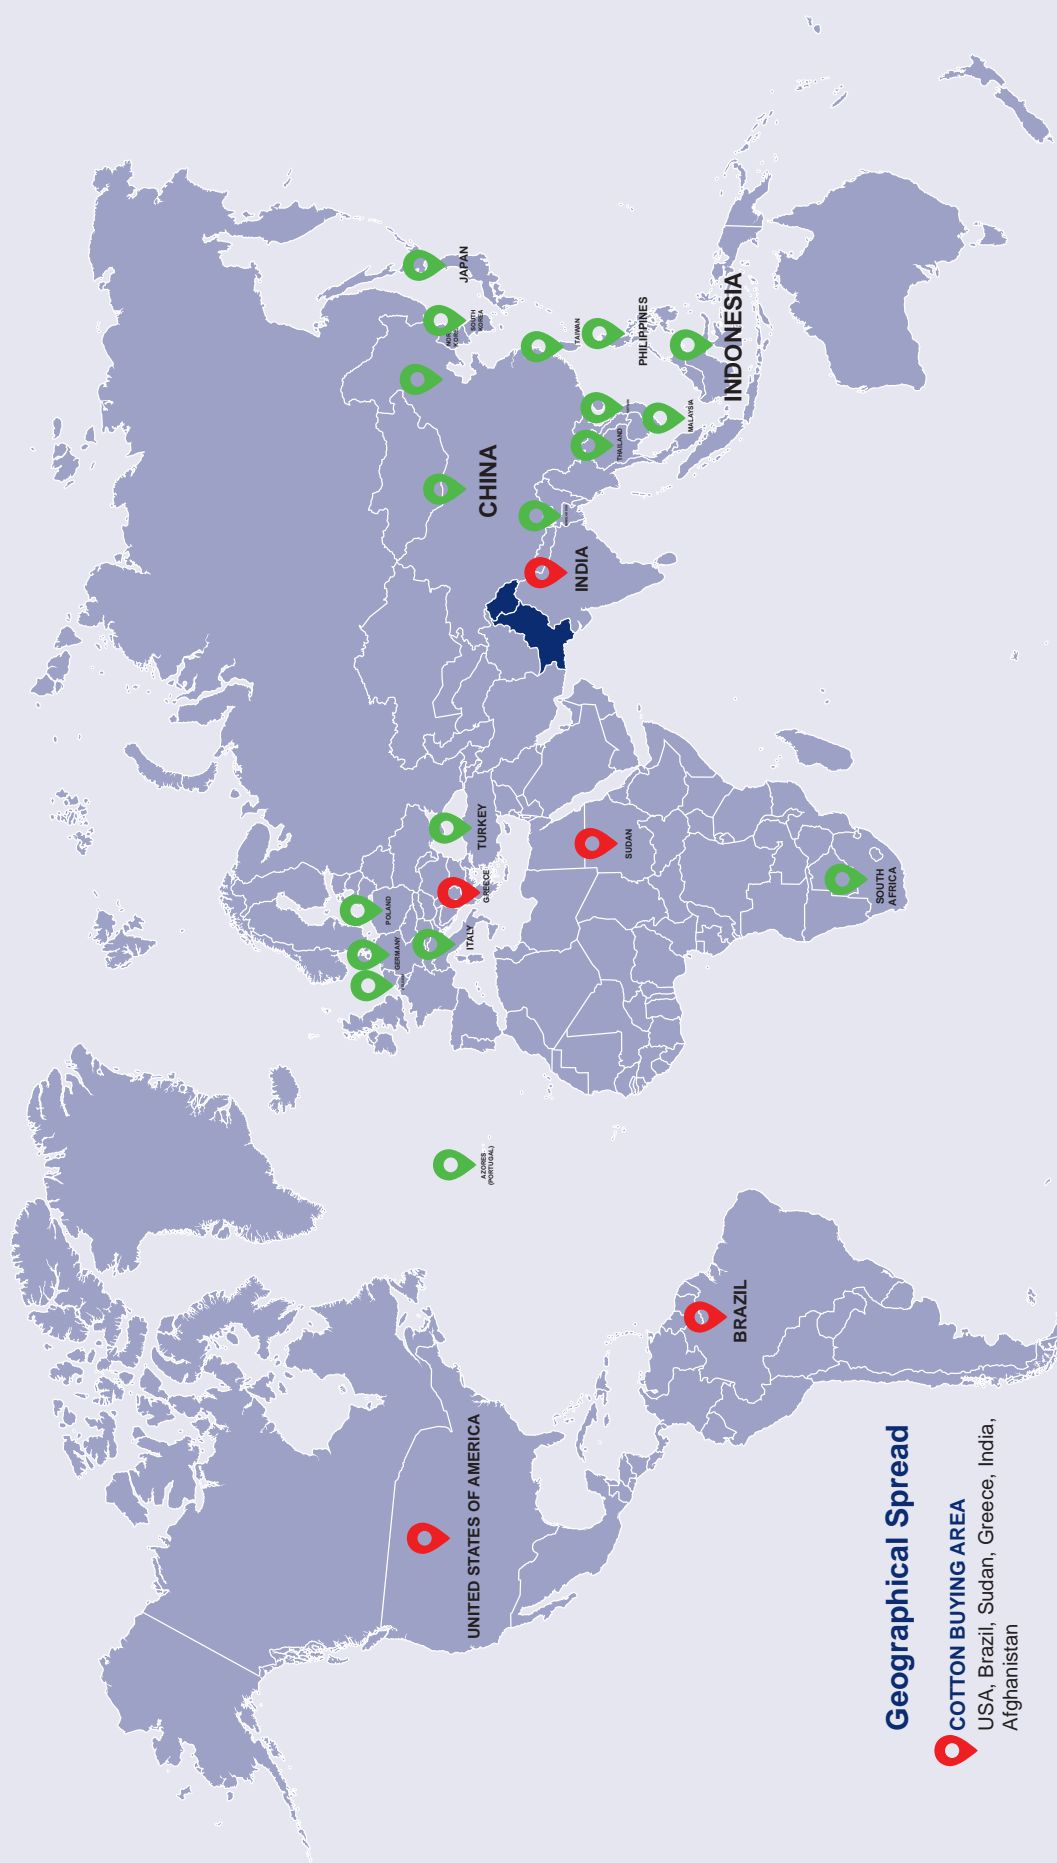 UNITED STATES OF AMERICA
BRAZIL
AZORES
(PORTUGAL)
GERMANY
POLAND
ITALY
GREECE
TURKEY
SUDAN
SOUTH
AFRICA
INDIA
CHINA
THAILAND
MALAYSIA
INDONESIA
PHILIPPINES
TAIWAN
SOUTH
KOREA
JAPAN
Geographical Spread
COTTON BUYING AREA
USA, Brazil, Sudan, Greece, India,
Afghanistan